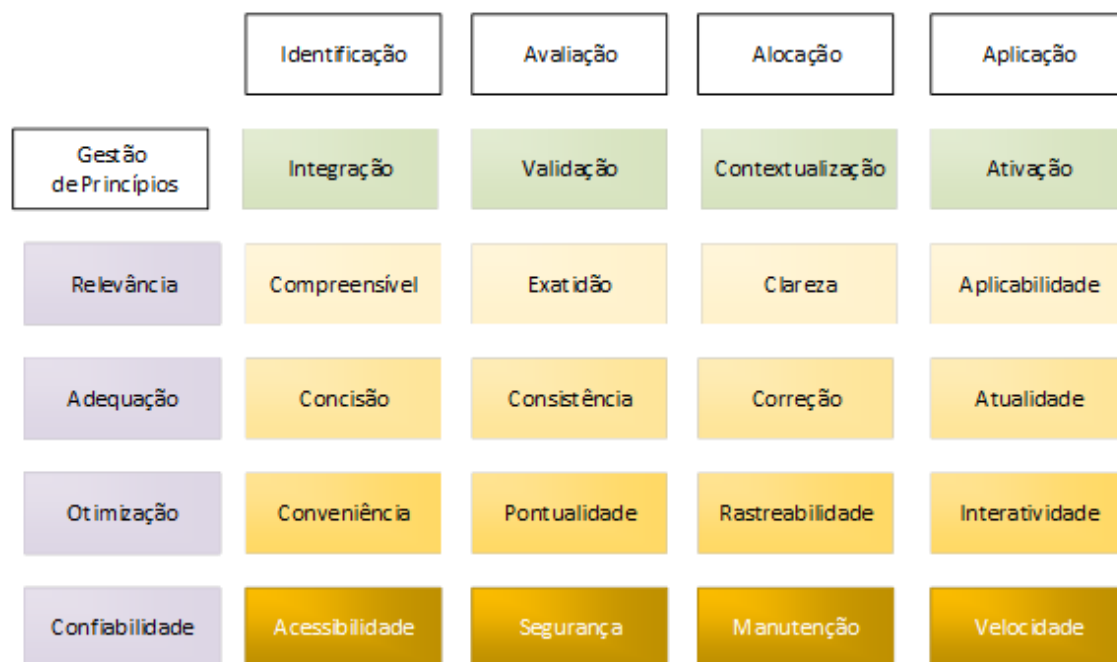 Identificação
Avaliação
Alocação
Aplicação
Gestão
de Princípios
Integração
Validação
Contextualização
Ativação
Relevância
Compreensível
Exatidão
Clareza
Aplicabilidade
Adequação
Concisão
Consistência
Correção
Atualidade
Otimização
Conveniência
Pontualidade
Rastreabilidade
Interatividade
Confiabilidade
Acessibilidade
Segurança
Manutenção
Velocidade